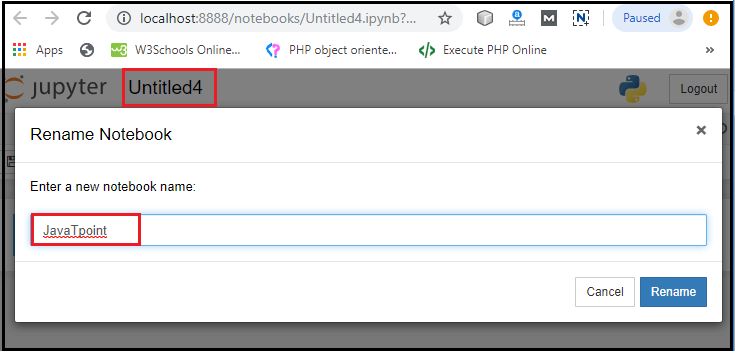 localhost:8888/notebooks/Untitled4.ipynb?... Paused
Apps W3Schools Online... PHP object oriente... Execute PHP Online »
jupyter Untitled4 Logout
Rename Notebook
Enter a new notebook name:
JavaTpoint
Cancel Rename